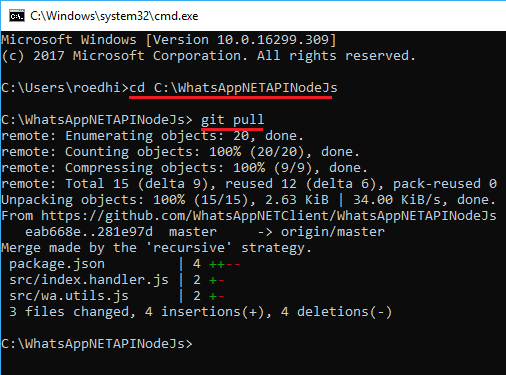 C:\Windows\system32\cmd.exe
Microsoft Windows [Version 10.0.16299.309]
(c) 2017 Microsoft Corporation. All rights reserved.
C:\Users\roedhi>cd C:\WhatsAppNETAPINodeJs
C:\WhatsAppNETAPINodeJs> git pull
remote: Enumerating objects: 20, done.
remote: Counting objects: 100% (20/20), done.
remote: Compressing objects: 100% (9/9), done.
remote: Total 15 (delta 9), reused 12 (delta 6), pack-reused 0
Unpacking objects: 100% (15/15), 2.63 KiB | 34.00 KiB/s, done.
From https://github.com/WhatsAppNETClient/WhatsAppNETAPINodeJs
   eab668e..281e97d  master     -> origin/master
Merge made by the 'recursive' strategy.
 package.json         | 4 ++--
 src/index.handler.js | 2 +-
 src/wa.utils.js      | 2 +-
 3 files changed, 4 insertions(+), 4 deletions(-)
C:\WhatsAppNETAPINodeJs>